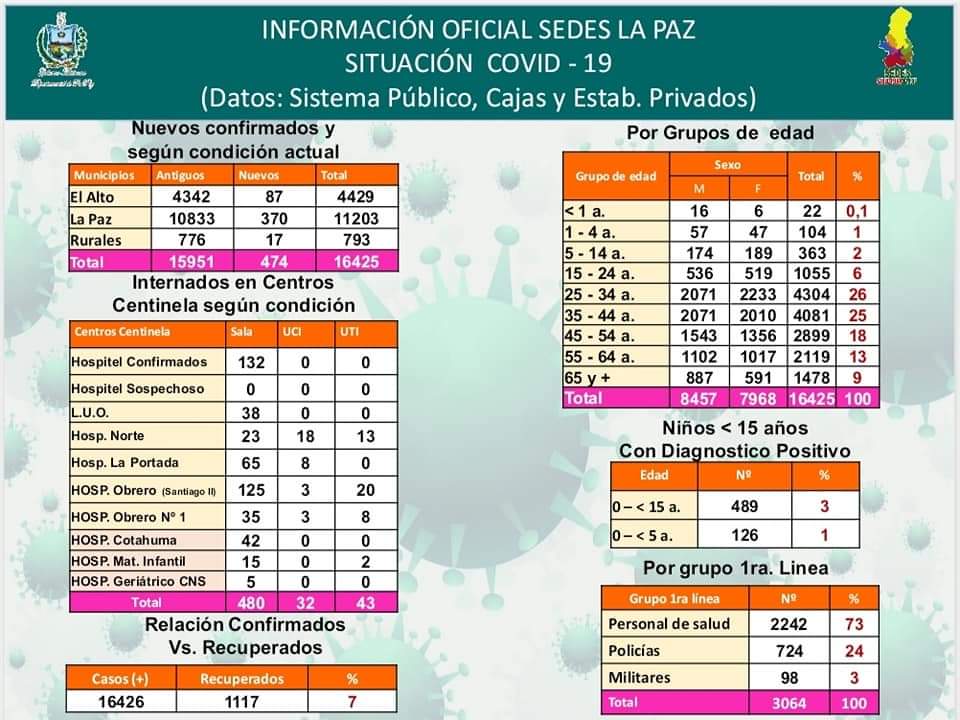 INFORMACIÓN OFICIAL SEDES LA PAZ
SITUACIÓN COVID - 19
(Datos: Sistema Público, Cajas y Estab. Privados)
SEDES
Nuevos confirmados y
según condición actual
Municipios Antiguos Nuevos Total
El Alto 4342 87 4429
La Paz 10833 370 11203
Rurales 776 17 793
Total 15951 474 16425
Internados en Centros
Centinela según condición
Centros Centinela Sala UCI UTI
Hospitel Confirmados 132 0 0
Hospitel Sospechoso 0 0 0
L.U.O. 38 0 0
Hosp. Norte 23 18 13
Hosp. La Portada 65 8 0
HOSP. Obrero (Santiago II) 125 3 20
HOSP. Obrero Nº 1 35 3 8
HOSP. Cotahuma 42 0 0
HOSP. Mat. Infantil 15 0 2
HOSP. Geriátrico CNS 5 0 0
Total 480 32 43
Relación Confirmados
Vs. Recuperados
Casos (+) Recuperados %
16426 1117 7
Por Grupos de edad
Grupo de edad Sexo Total %
M F
< 1 a. 16 6 22 0,1
1 - 4 a. 57 47 104 1
5 - 14 a. 174 189 363 2
15 - 24 a. 536 519 1055 6
25 - 34 a. 2071 2233 4304 26
35 - 44 a. 2071 2010 4081 25
45 - 54 a. 1543 1356 2899 18
55 - 64 a. 1102 1017 2119 13
65 y + 887 591 1478 9
Total 8457 7968 16425 100
Niños < 15 años
Con Diagnostico Positivo
Edad Nº %
0 – < 15 a. 489 3
0 – < 5 a. 126 1
Por grupo 1ra. Linea
Grupo 1ra línea Nº %
Personal de salud 2242 73
Policías 724 24
Militares 98 3
Total 3064 100